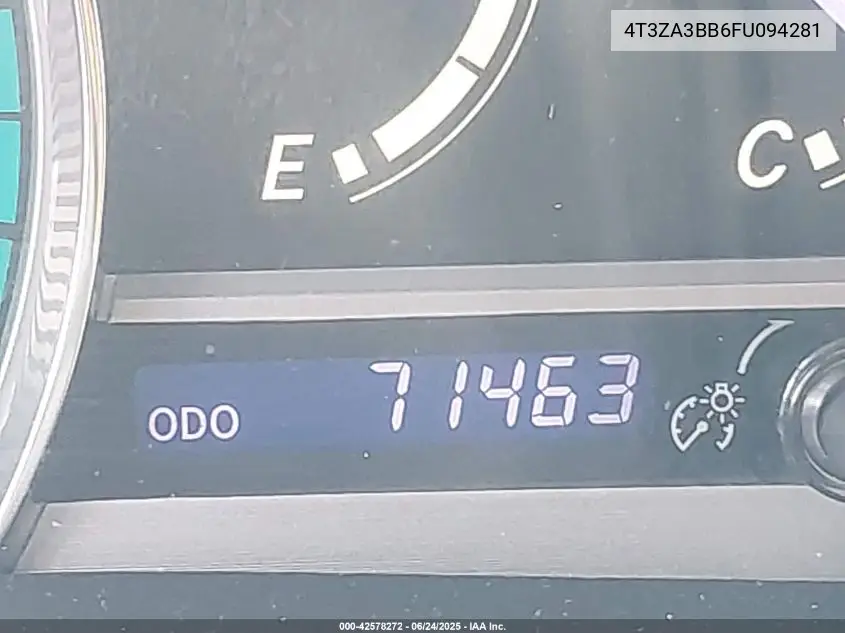 4T3ZA3BB6FU094281
E
C
ODO 71463
000-42578272 - 06/24/2025 - IAA Inc.